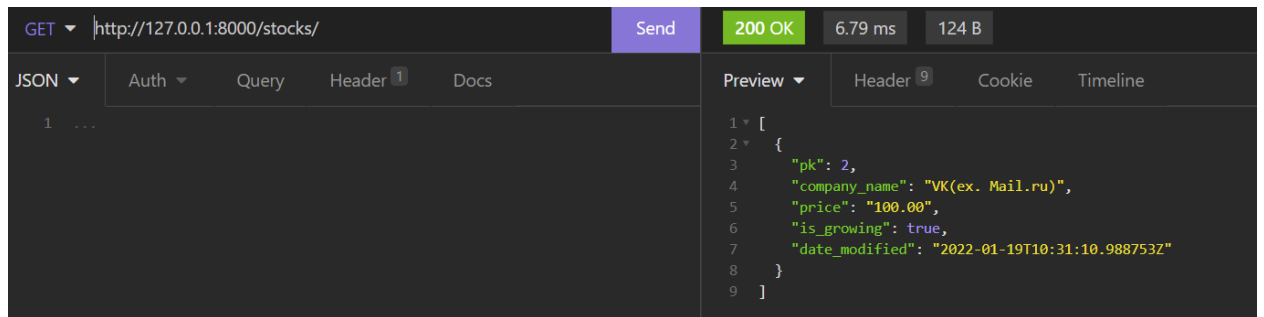 GET http://127.0.0.1:8000/stocks/ Send 200 OK 6.79 ms 124 B
JSON Auth Query Header 1 Docs Preview Header 9 Cookie Timeline
1 ...
1 [
2 {
3 "pk": 2,
4 "company_name": "VK(ex. Mail.ru)",
5 "price": "100.00",
6 "is_growing": true,
7 "date_modified": "2022-01-19T10:31:10.988753Z"
8 }
9 ]